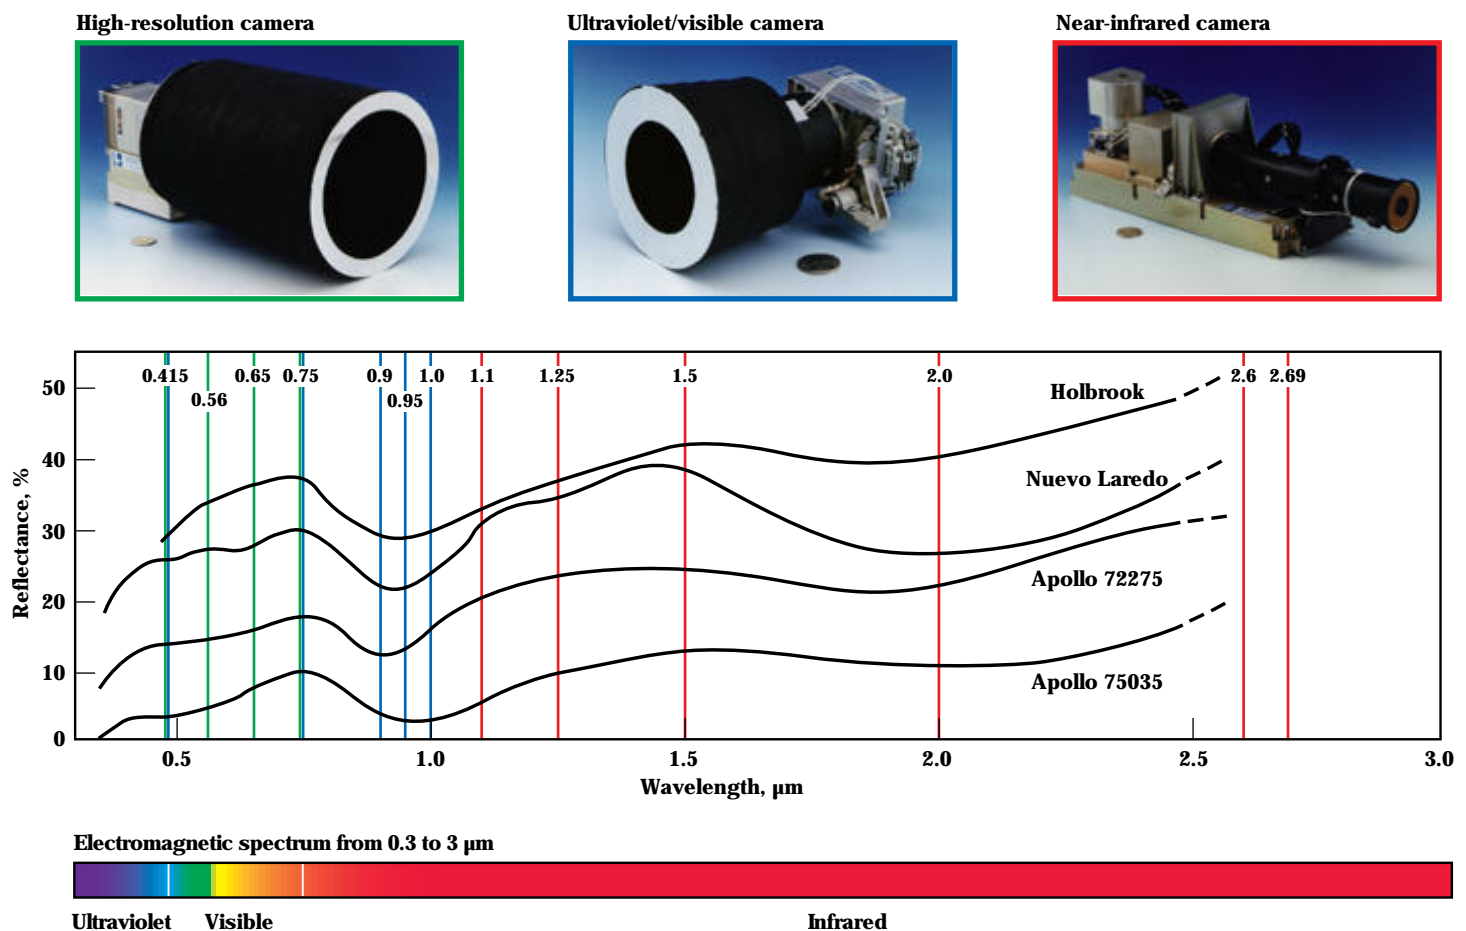 High-resolution camera
Ultraviolet/visible camera
Near-infrared camera
0.415
0.65
0.75
0.9
1.0
1.1
1.25
1.5
2.0
2.6
2.69
0.56
0.95
50
40
30
20
10
0
Reflectance, %
Holbrook
Nuevo Laredo
Apollo 72275
Apollo 75035
0.5
1.0
1.5
2.0
2.5
3.0
Wavelength, µm
Electromagnetic spectrum from 0.3 to 3 µm
Ultraviolet
Visible
Infrared